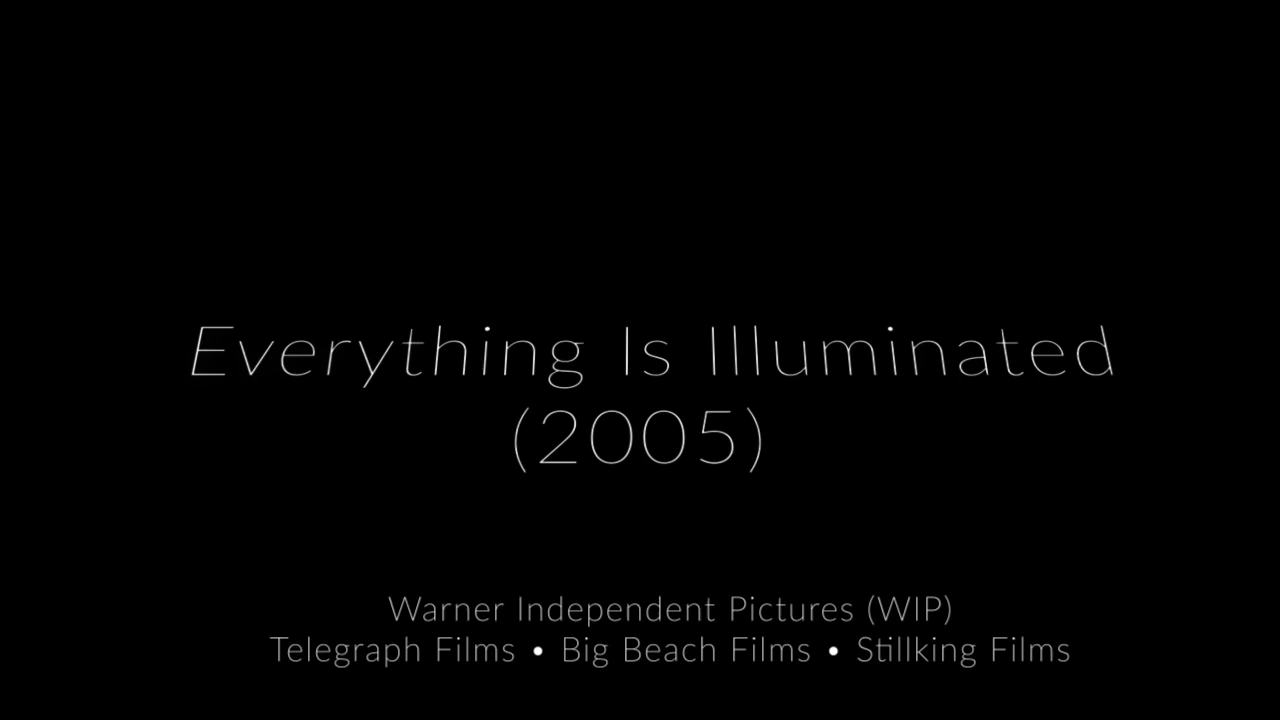 Everything Is Illuminated
(2005)
Warner Independent Pictures (WIP)
Telegraph Films • Big Beach Films • Stillking Films